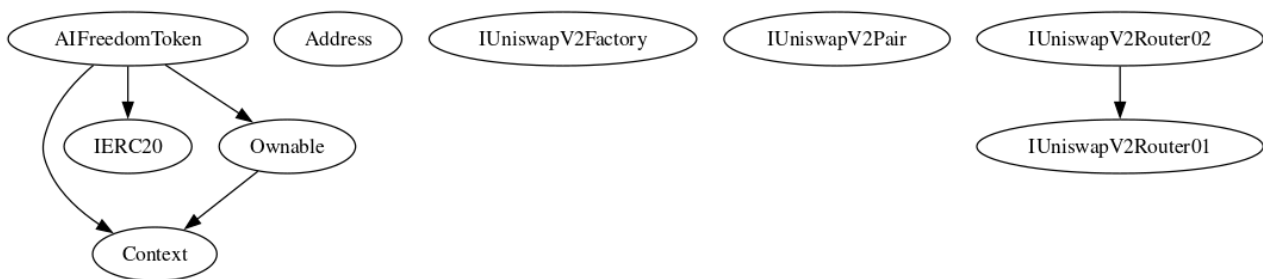 AIFreedomToken
Address
IUniswapV2Factory
IUniswapV2Pair
IUniswapV2Router02
IERC20
Ownable
IUniswapV2Router01
Context